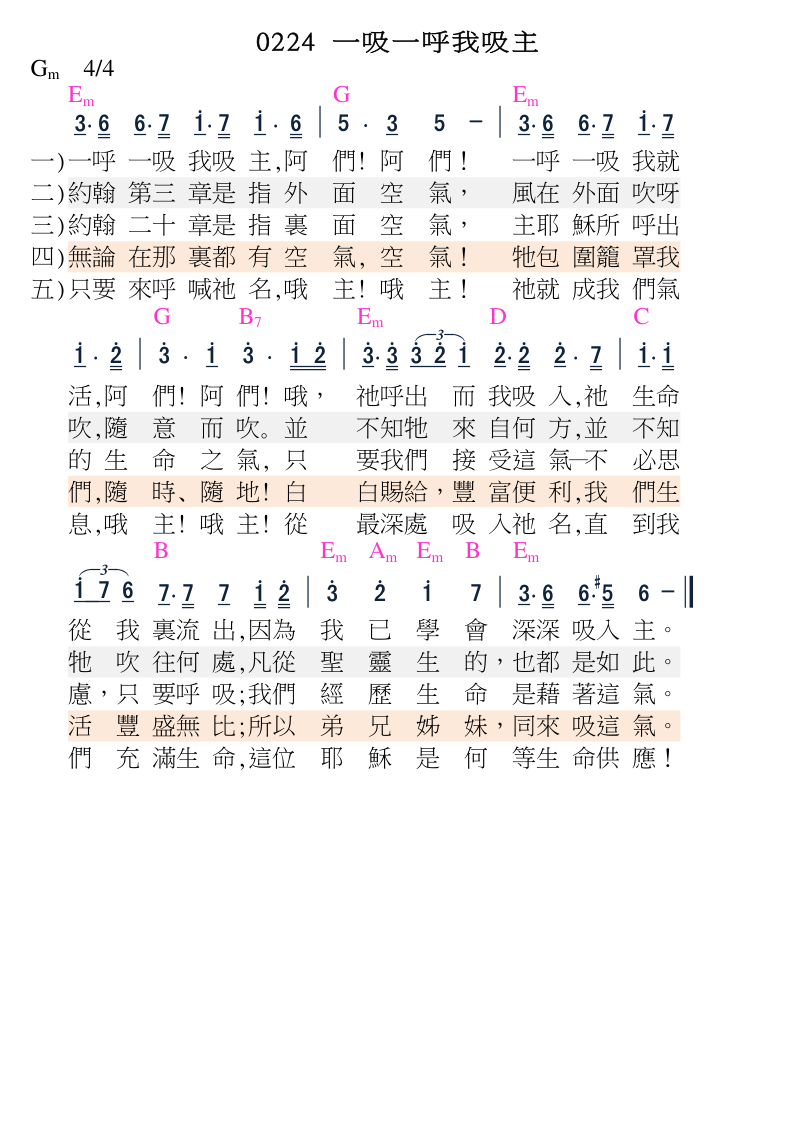 0224 一吸一呼我吸主
Gm 4/4
Em G Em
3· 6 6· 7 1· 7 1 · 6 | 5 · 3 5 － | 3· 6 6· 7 1· 7
一)一呼 一吸 我吸 主,阿 們! 阿 們! 一呼 一吸 我就
二)約翰 第三 章是 指 外 面 空 氣， 風在 外面 吹呀
三)約翰 二十 章是 指 裏 面 空 氣， 主耶 穌所 呼出
四)無論 在那 裏都 有 空 氣, 空 氣! 牠包 圍籠 罩我
五)只要 來呼 喊祂 名,哦 主! 哦 主! 祂就 成我 們氣
G B7 Em D C
1 · 2 | 3 · 1 3 · 1 2 | 3· 3 3 2 1 2· 2 2 · 7 | 1· 1
3
活,阿 們! 阿 們! 哦， 祂呼出 而 我吸 入,祂 生命
吹,隨 意 而 吹。並 不知牠 來 自何 方,並 不知
的 生 命 之 氣, 只 要我們 接 受這 氣—不 必思
們,隨 時、隨 地! 白 白賜給，豐 富便 利,我 們生
息,哦 主! 哦 主! 從 最深處 吸 入祂 名,直 到我
B Em Am Em B Em
3
1 7 6 7· 7 7 1 2 | 3 2 1 7 | 3· 6 6· #5 6 －
從 我 裏流 出,因為 我 已 學 會 深深 吸入 主。
牠 吹 往何 處,凡從 聖 靈 生 的，也都 是如 此。
慮，只 要呼 吸;我們 經 歷 生 命 是藉 著這 氣。
活 豐 盛無 比;所以 弟 兄 姊 妹，同來 吸這 氣。
們 充 滿生 命,這位 耶 穌 是 何 等生 命供 應!